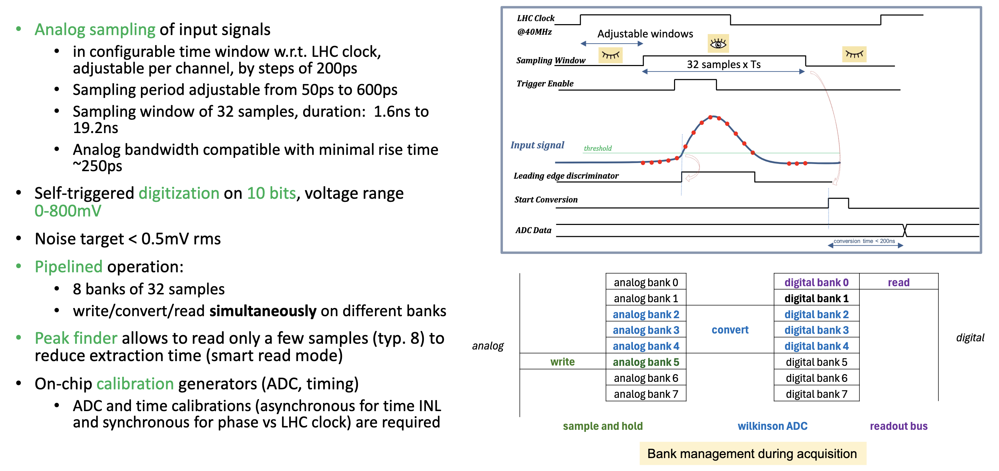 • Analog sampling of input signals
• in configurable time window w.r.t. LHC clock,
adjustable per channel, by steps of 200ps
• Sampling period adjustable from 50ps to 600ps
• Sampling window of 32 samples, duration: 1.6ns to
19.2ns
• Analog bandwidth compatible with minimal rise time
~250ps
• Self-triggered digitization on 10 bits, voltage range
0-800mV
• Noise target < 0.5mV rms
• Pipelined operation:
• 8 banks of 32 samples
• write/convert/read simultaneously on different banks
• Peak finder allows to read only a few samples (typ. 8) to
reduce extraction time (smart read mode)
• On-chip calibration generators (ADC, timing)
• ADC and time calibrations (asynchronous for time INL
and synchronous for phase vs LHC clock) are required
LHC Clock
@40MHz
Adjustable windows
Sampling Window
32 samples x Ts
Trigger Enable
Input signal
threshold
Leading edge discriminator
Start Conversion
ADC Data
conversion time < 200ns
analog bank 0
digital bank 0
read
analog bank 1
digital bank 1
analog bank 2
digital bank 2
analog bank 3
convert
digital bank 3
analog
analog bank 4
digital bank 4
digital
write
analog bank 5
digital bank 5
analog bank 6
digital bank 6
analog bank 7
digital bank 7
sample and hold
wilkinson ADC
readout bus
Bank management during acquisition